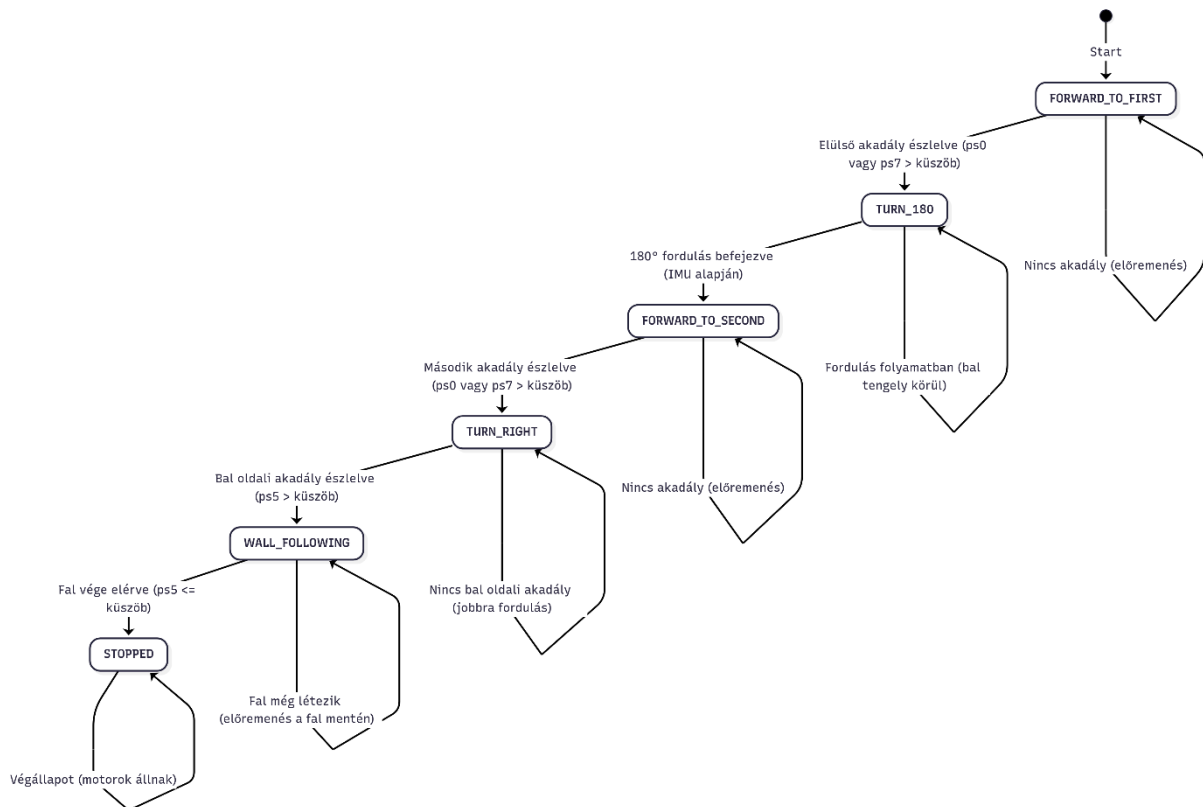 Start
FORWARD_TO_FIRST
Elülső akadály észlelve (ps0
vagy ps7 > küszöb)
TURN_180
180° fordulás befejezve
(IMU alapján)
Nincs akadály (előremenés)
FORWARD_TO_SECOND
Második akadály észlelve
(ps0 vagy ps7 > küszöb)
Fordulás folyamatban (bal
tengely körül)
TURN_RIGHT
Bal oldali akadály észlelve
(ps5 > küszöb)
Nincs akadály (előremenés)
WALL_FOLLOWING
Fal vége elérve (ps5 <=
küszöb)
Nincs bal oldali akadály
(jobbra fordulás)
STOPPED
Fal még létezik
(előremenés a fal mentén)
Végállapot (motorok állnak)